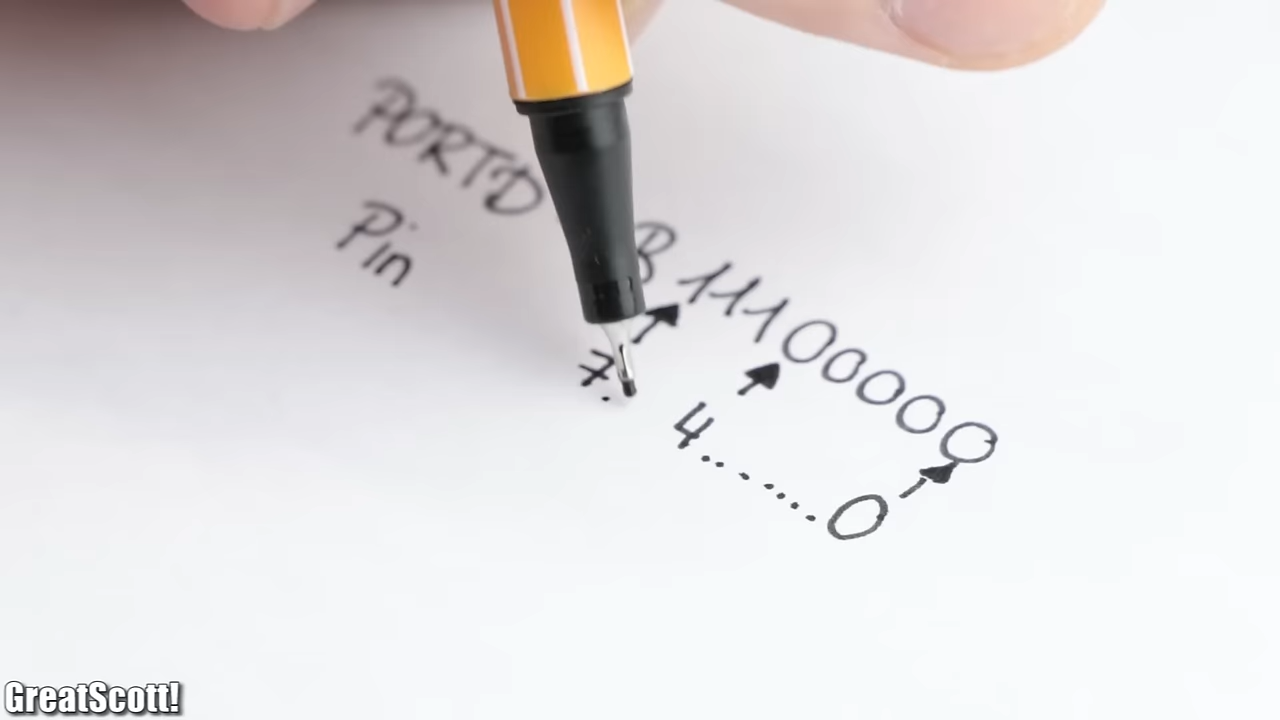 PORTD B11100000
Pin 7. 4.......0
GreatScott!